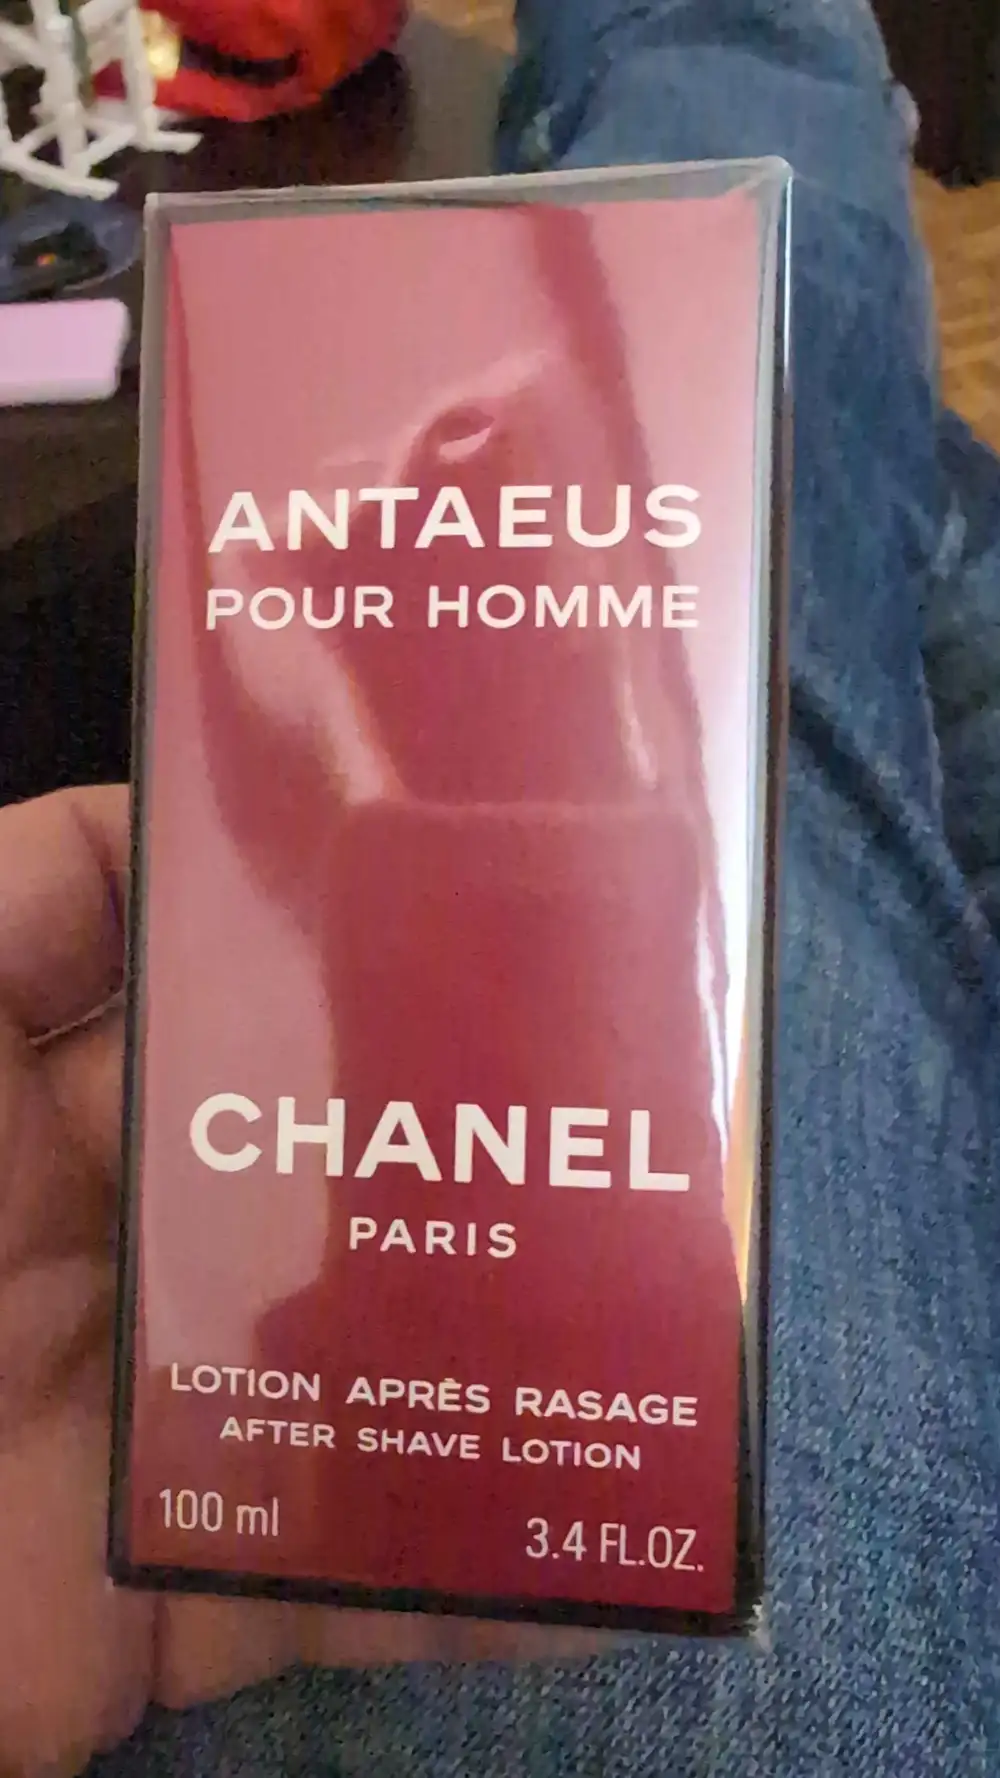 ANTAEUS
POUR HOMME
CHANEL
PARIS
LOTION APRÈS RASAGE
AFTER SHAVE LOTION
100 ml 3.4 FL.OZ.